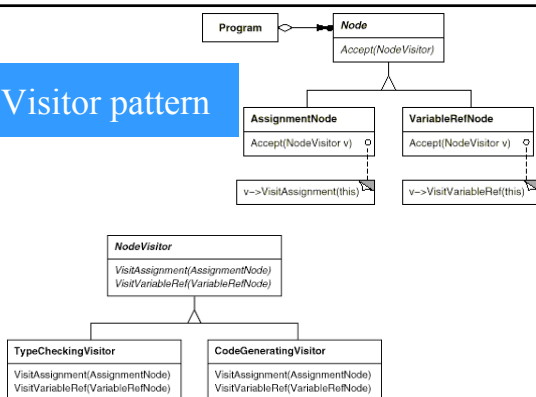 Program
Node
Accept(NodeVisitor)
Visitor pattern
AssignmentNode
Accept(NodeVisitor v)
VariableRefNode
Accept(NodeVisitor v)
v->VisitAssignment(this)
v->VisitVariableRef(this)
NodeVisitor
VisitAssignment(AssignmentNode)
VisitVariableRef(VariableRefNode)
TypeCheckingVisitor
VisitAssignment(AssignmentNode)
VisitVariableRef(VariableRefNode)
CodeGeneratingVisitor
VisitAssignment(AssignmentNode)
VisitVariableRef(VariableRefNode)